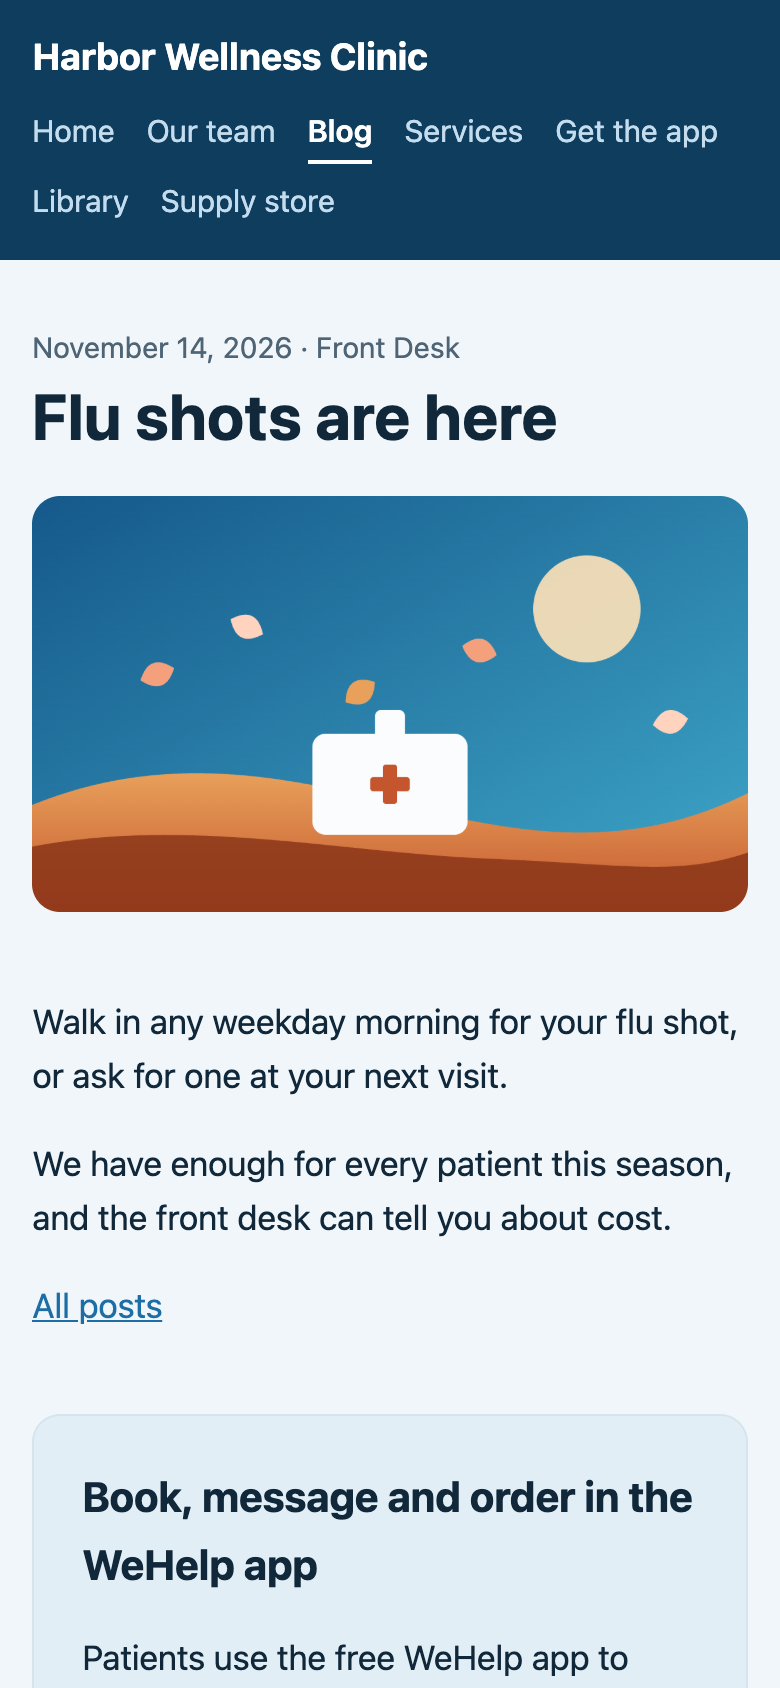 Harbor Wellness Clinic
Home Our team Blog Services Get the app
Library Supply store
November 14, 2026 · Front Desk
Flu shots are here
Walk in any weekday morning for your flu shot,
or ask for one at your next visit.
We have enough for every patient this season,
and the front desk can tell you about cost.
All posts
Book, message and order in the
WeHelp app
Patients use the free WeHelp app to